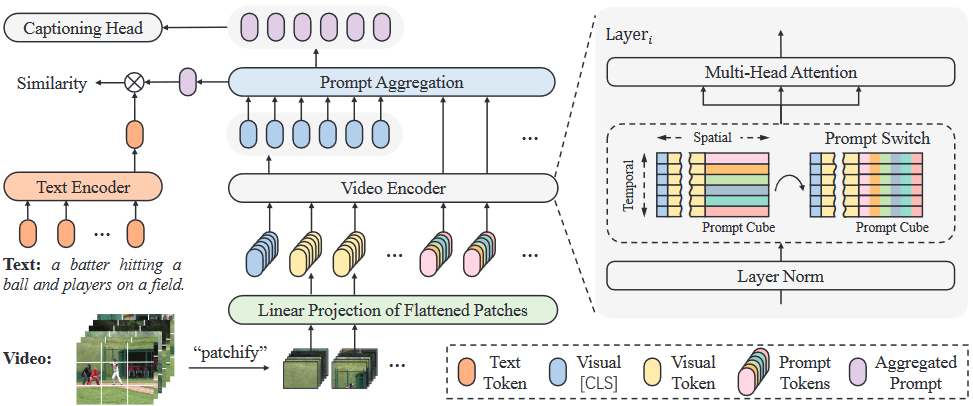 Captioning Head
Similarity
Prompt Aggregation
...
Text Encoder
Video Encoder
...
Text: a batter hitting a
ball and players on a field.
...
...
...
Linear Projection of Flattened Patches
Video:
“patchify”
...
Layeri
Multi-Head Attention
Spatial
Prompt Switch
Temporal
Prompt Cube
Prompt Cube
Layer Norm
Text
Token
Visual
[CLS]
Visual
Token
Prompt
Tokens
Aggregated
Prompt